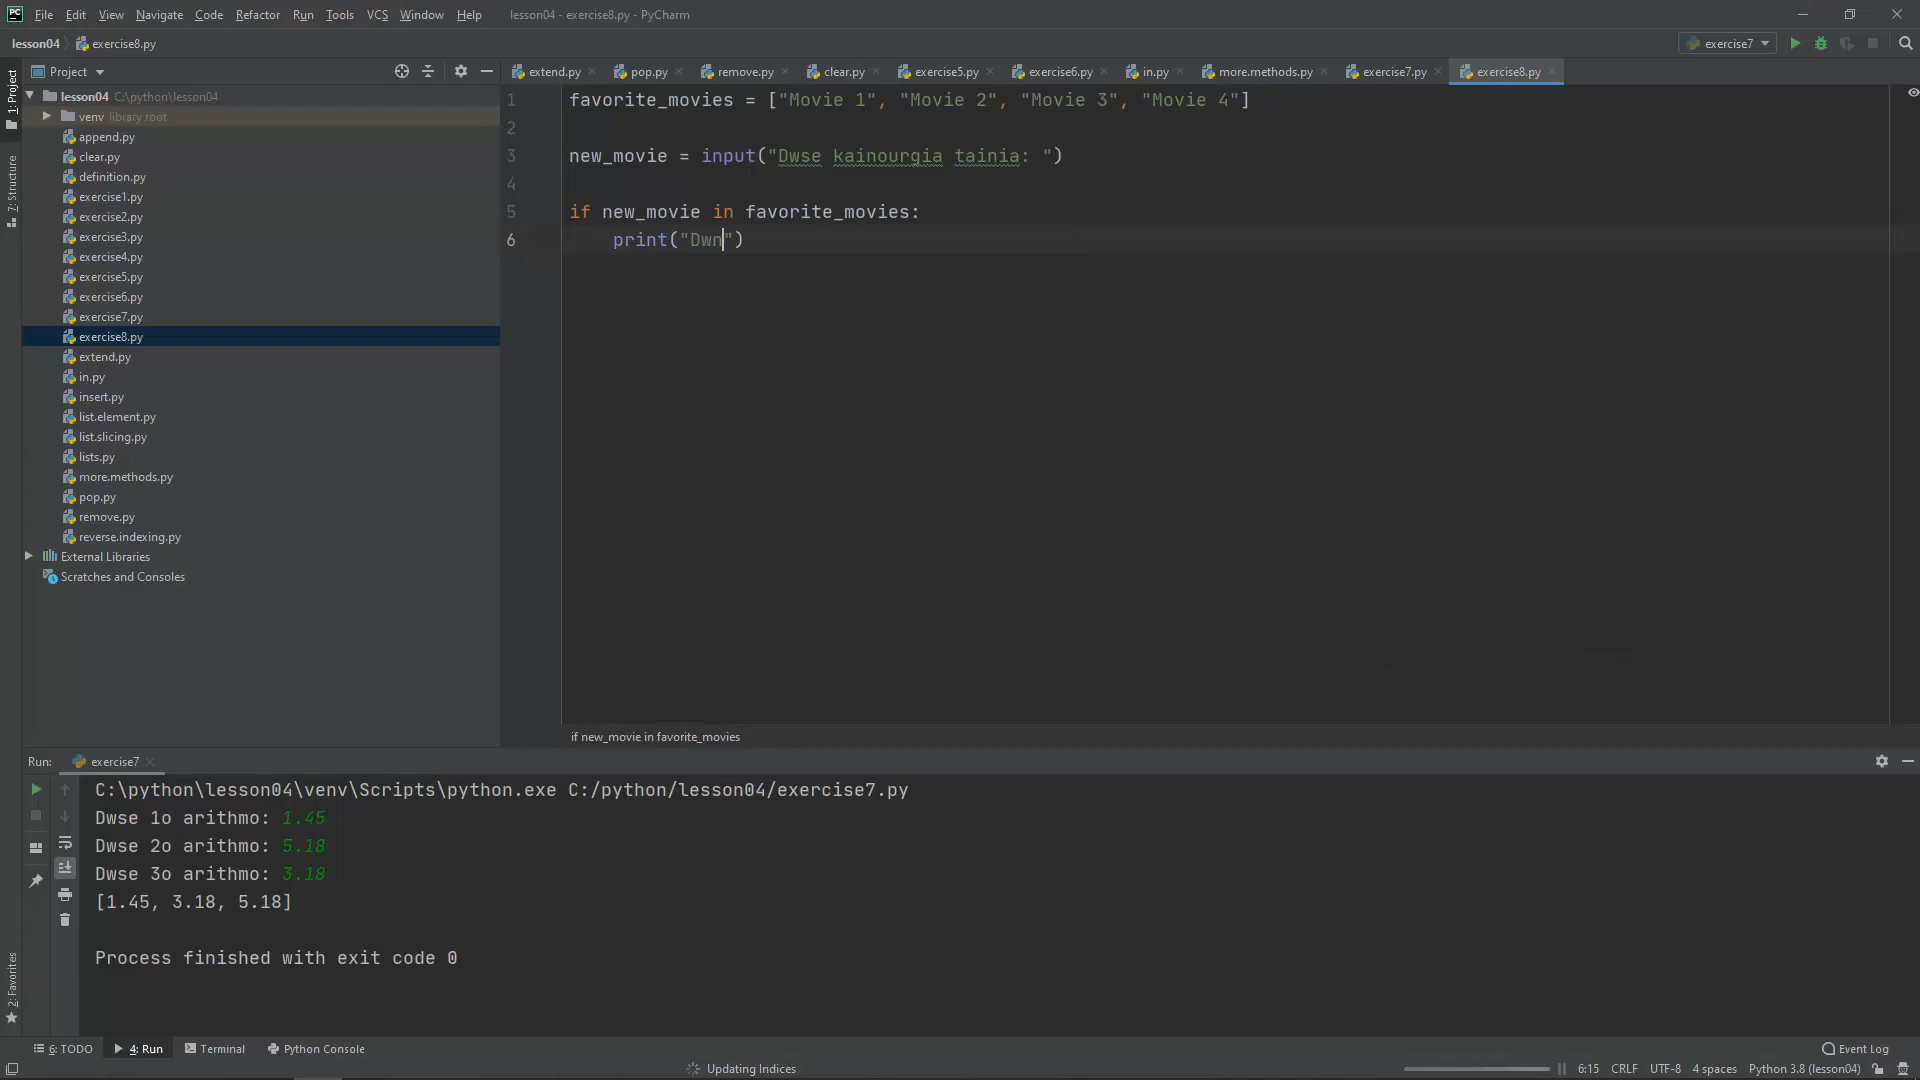 File Edit View Navigate Code Refactor Run Tools VCS Window Help lesson04 - exercise8.py - PyCharm
lesson04 exercise8.py exercise7
Project extend.py pop.py remove.py clear.py exercise5.py exercise6.py in.py more.methods.py exercise7.py exercise8.py
1: Project
7: Structure
2: Favorites
lesson04 C:\python\lesson04
venv library root
append.py
clear.py
definition.py
exercise1.py
exercise2.py
exercise3.py
exercise4.py
exercise5.py
exercise6.py
exercise7.py
exercise8.py
extend.py
in.py
insert.py
list.element.py
list.slicing.py
lists.py
more.methods.py
pop.py
remove.py
reverse.indexing.py
External Libraries
Scratches and Consoles
1 favorite_movies = ["Movie 1", "Movie 2", "Movie 3", "Movie 4"]
2
3 new_movie = input("Dwse kainourgia tainia: ")
4
5 if new_movie in favorite_movies:
6 print("Dwn")
if new_movie in favorite_movies
Run: exercise7
C:\python\lesson04\venv\Scripts\python.exe C:/python/lesson04/exercise7.py
Dwse 1o arithmo: 1.45
Dwse 2o arithmo: 5.18
Dwse 3o arithmo: 3.18
[1.45, 3.18, 5.18]
Process finished with exit code 0
6: TODO 4: Run Terminal Python Console Event Log
Updating Indices 6:15 CRLF UTF-8 4 spaces Python 3.8 (lesson04)